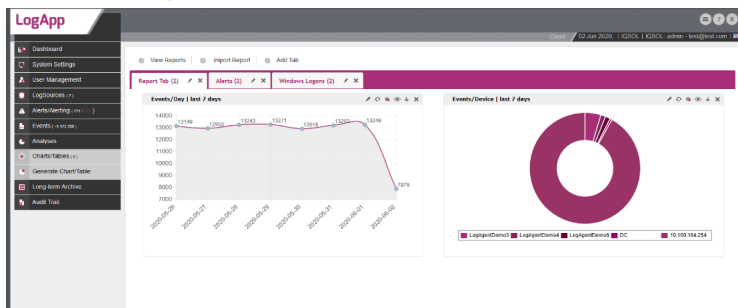 LogApp
Client 02 Jun 2020, | IQSOL | IQSOL admin - test@test.com |
Dashboard
System Settings
User Management
LogSources ( 7 )
Alerts/Alerting
Events
Analyses
Charts/Tables ( 5 )
Generate Chart/Table
Long-term Archive
Audit Trail
View Reports
Import Report
Add Tab
Report Tab (2)
Alerts (2)
Windows Logons (2)
Events/Day | last 7 days
14000
13000
12000
11000
10000
9000
8000
7000
13149
12953
13243
13271
12918
13249
7879
2020-05-26
2020-05-27
2020-05-28
2020-05-29
2020-05-30
2020-05-31
2020-06-01
2020-06-02
Events/Device | last 7 days
LogAgentDemo3
LogAgentDemo4
DC
10.100.184.254